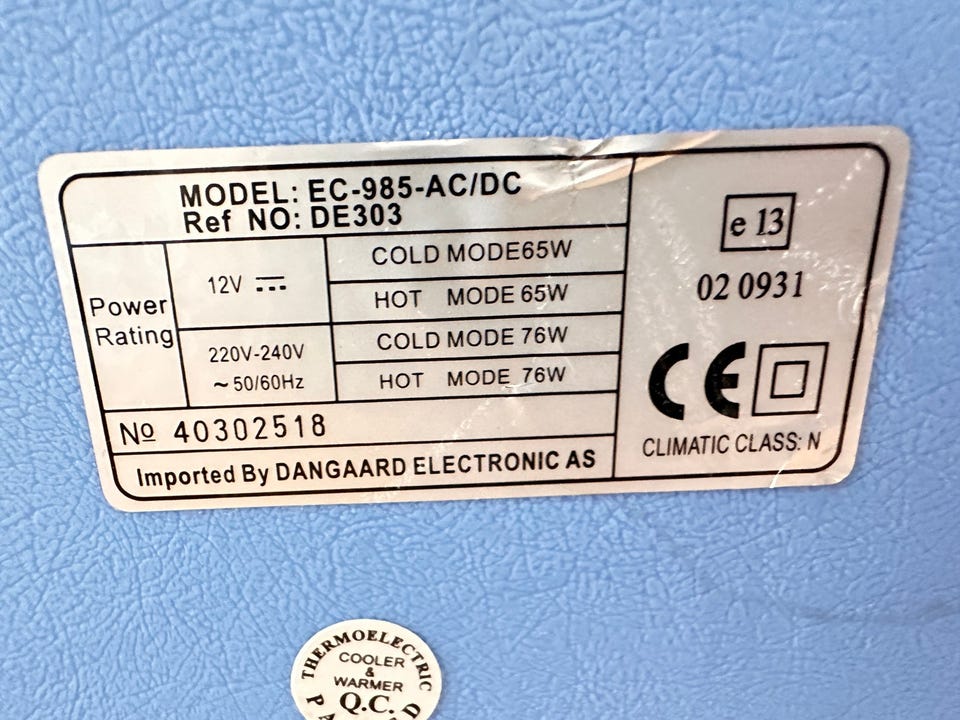 MODEL: EC-985-AC/DC
Ref NO: DE303
Power
Rating
12V
COLD MODE65W
HOT MODE 65W
220V-240V
~50/60Hz
COLD MODE 76W
HOT MODE 76W
Nº 40302518
Imported By DANGAARD ELECTRONIC AS
e 13
02 0931
CE
CLIMATIC CLASS: N
THERMOELECTRIC
COOLER
&
WARMER
Q.C.